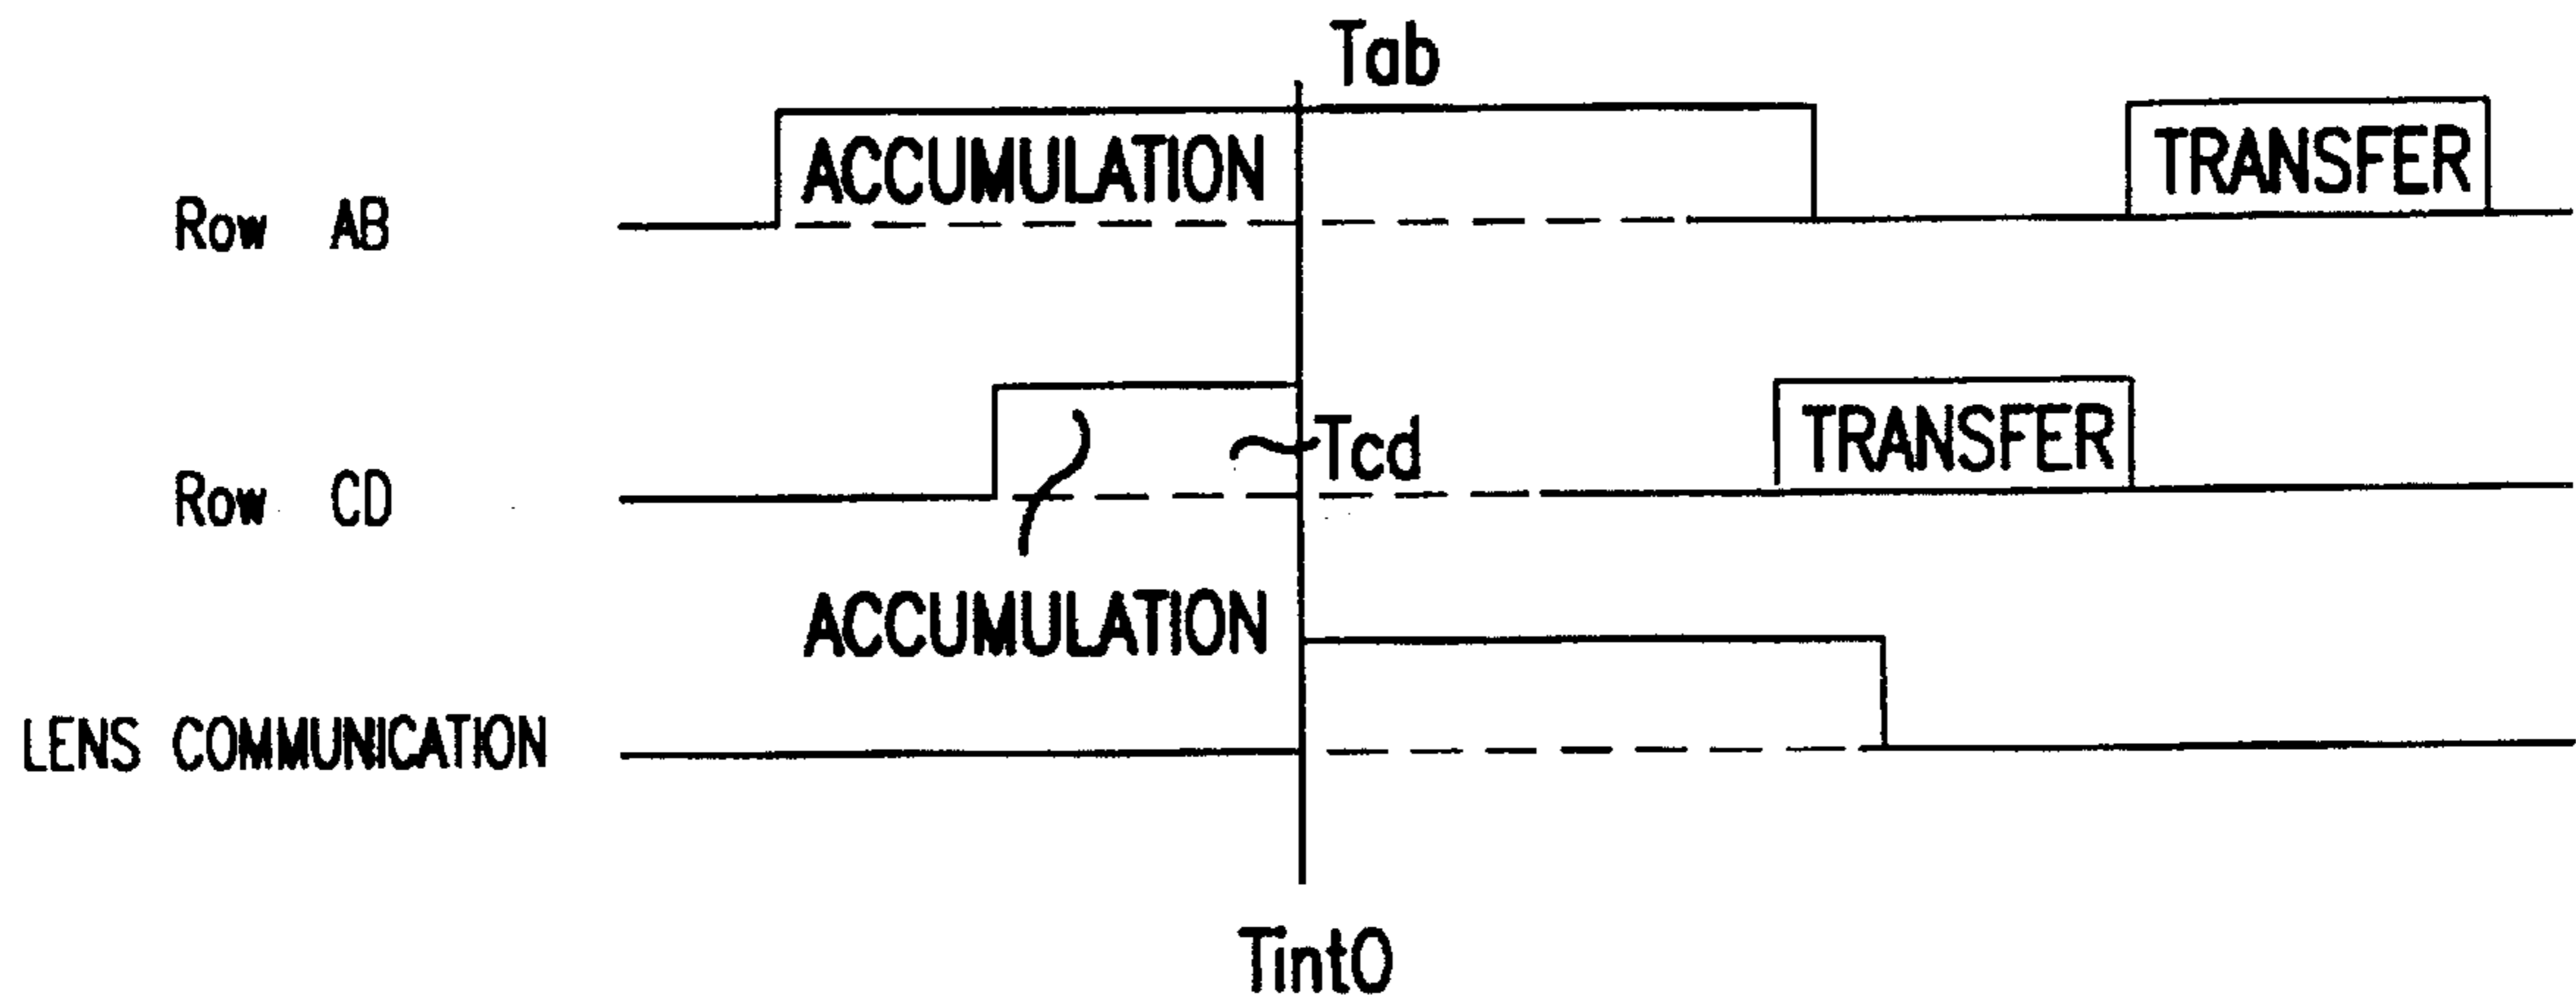 Tab
ACCUMULATION
TRANSFER
Row AB
Tcd
TRANSFER
Row CD
ACCUMULATION
LENS COMMUNICATION
Tint0